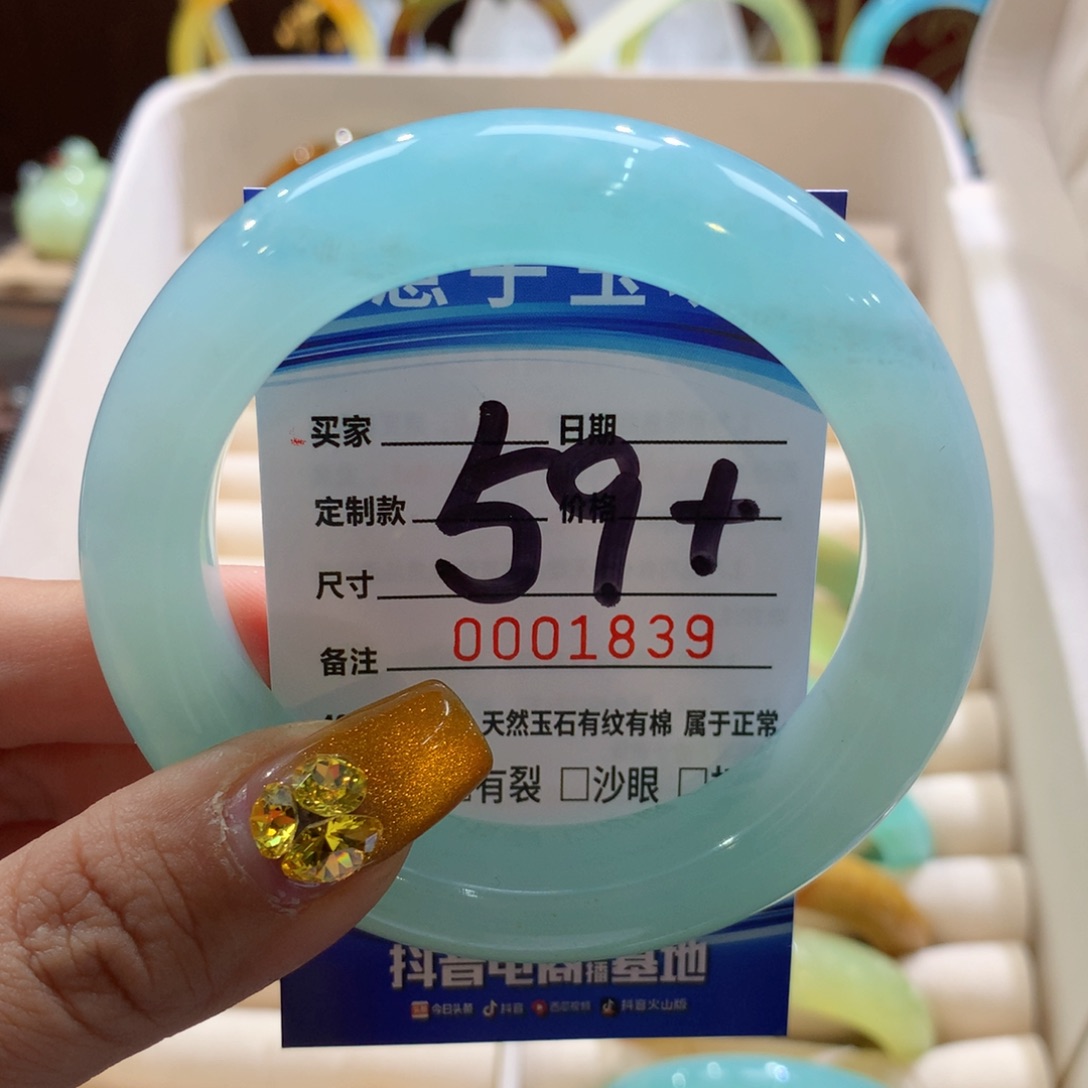 买家 日期
59+
定制款 价格
尺寸
0001839
备注
天然玉石有纹有棉 属于正常
有裂 □沙眼 □
抖音电商直播基地
今日头条 抖音 西瓜视频 抖音火山版